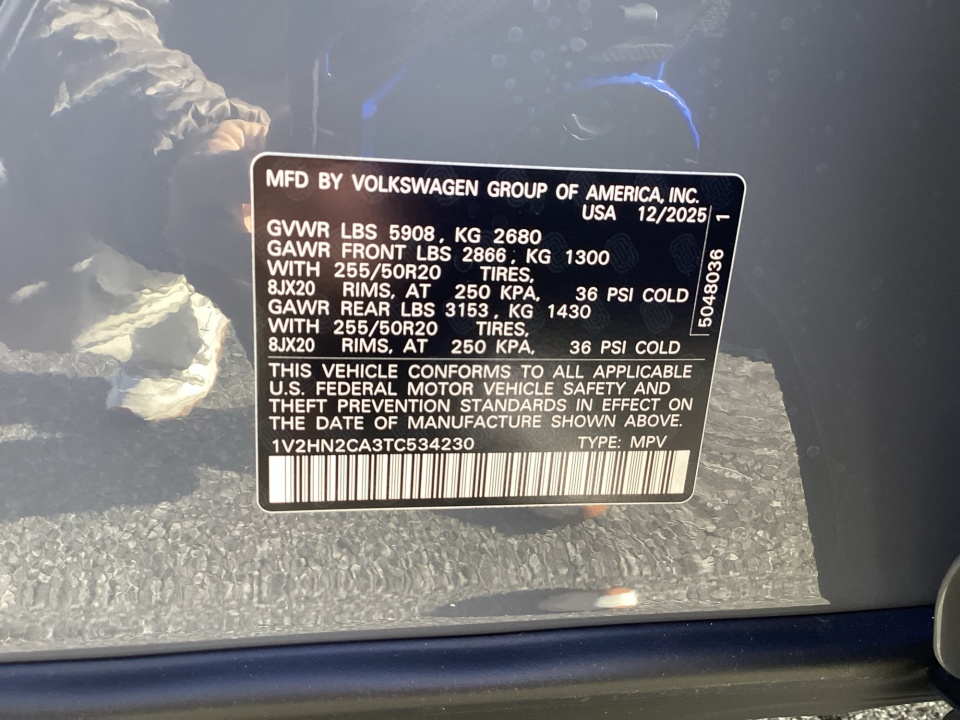 MFD BY VOLKSWAGEN GROUP OF AMERICA, INC.
USA 12/2025
GVWR LBS 5908, KG 2680
GAWR FRONT LBS 2866, KG 1300
WITH 255/50R20 TIRES,
8JX20 RIMS, AT 250 KPA, 36 PSI COLD
GAWR REAR LBS 3153, KG 1430
WITH 255/50R20 TIRES,
8JX20 RIMS, AT 250 KPA, 36 PSI COLD
5048036 1
THIS VEHICLE CONFORMS TO ALL APPLICABLE
U.S. FEDERAL MOTOR VEHICLE SAFETY AND
THEFT PREVENTION STANDARDS IN EFFECT ON
THE DATE OF MANUFACTURE SHOWN ABOVE.
1V2HN2CA3TC534230 TYPE: MPV